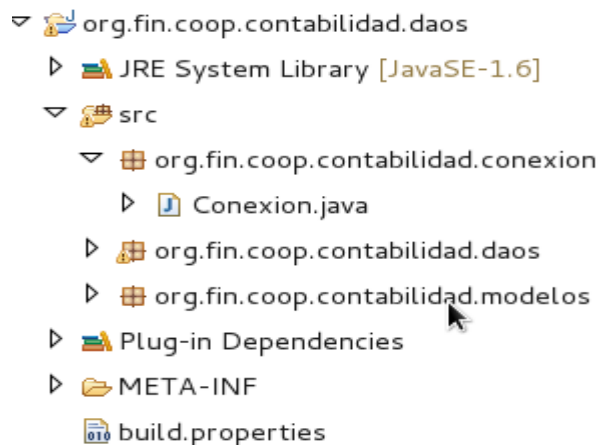 org.fin.coop.contabilidad.daos
JRE System Library [JavaSE-1.6]
src
org.fin.coop.contabilidad.conexion
Conexion.java
org.fin.coop.contabilidad.daos
org.fin.coop.contabilidad.modelos
Plug-in Dependencies
META-INF
build.properties